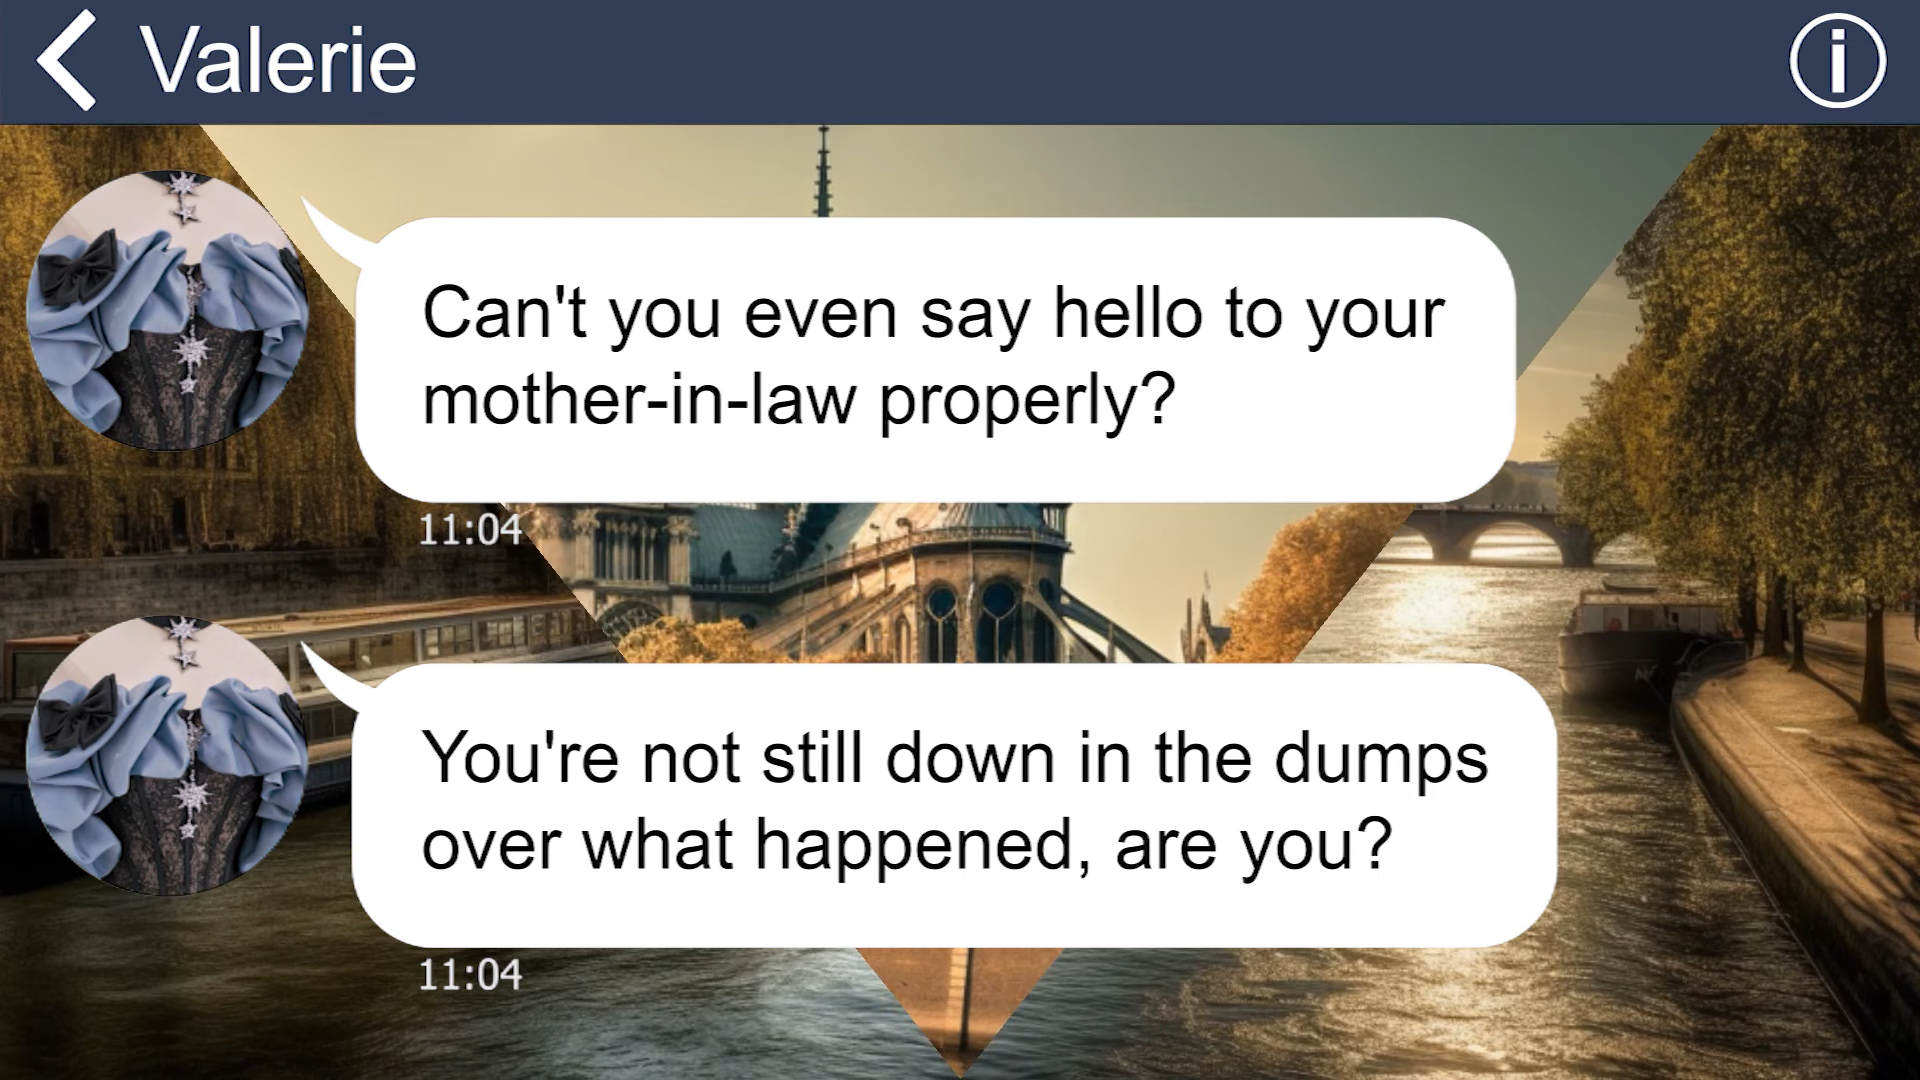 Valerie
Can't you even say hello to your
mother-in-law properly?
11:04
You're not still down in the dumps
over what happened, are you?
11:04